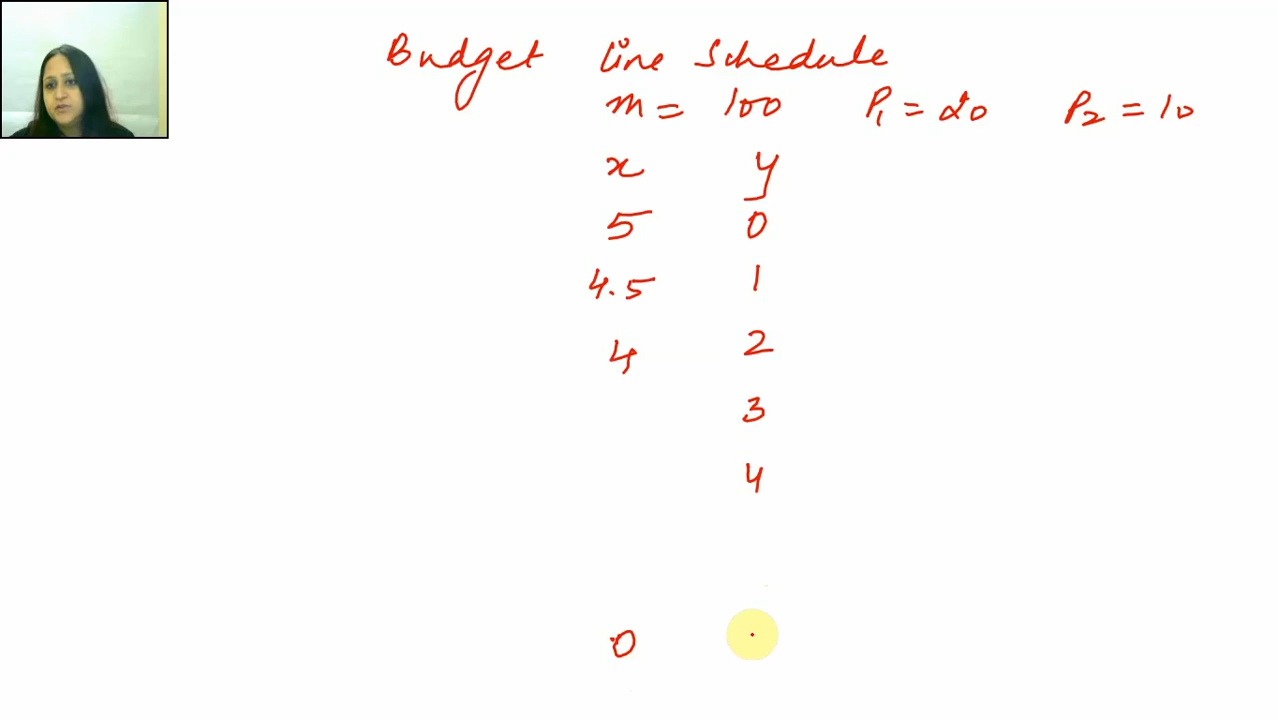 Budget line Schedule
m = 100 P1 = 20 P2 = 10
x y
5 0
4.5 1
4 2
3
4
0